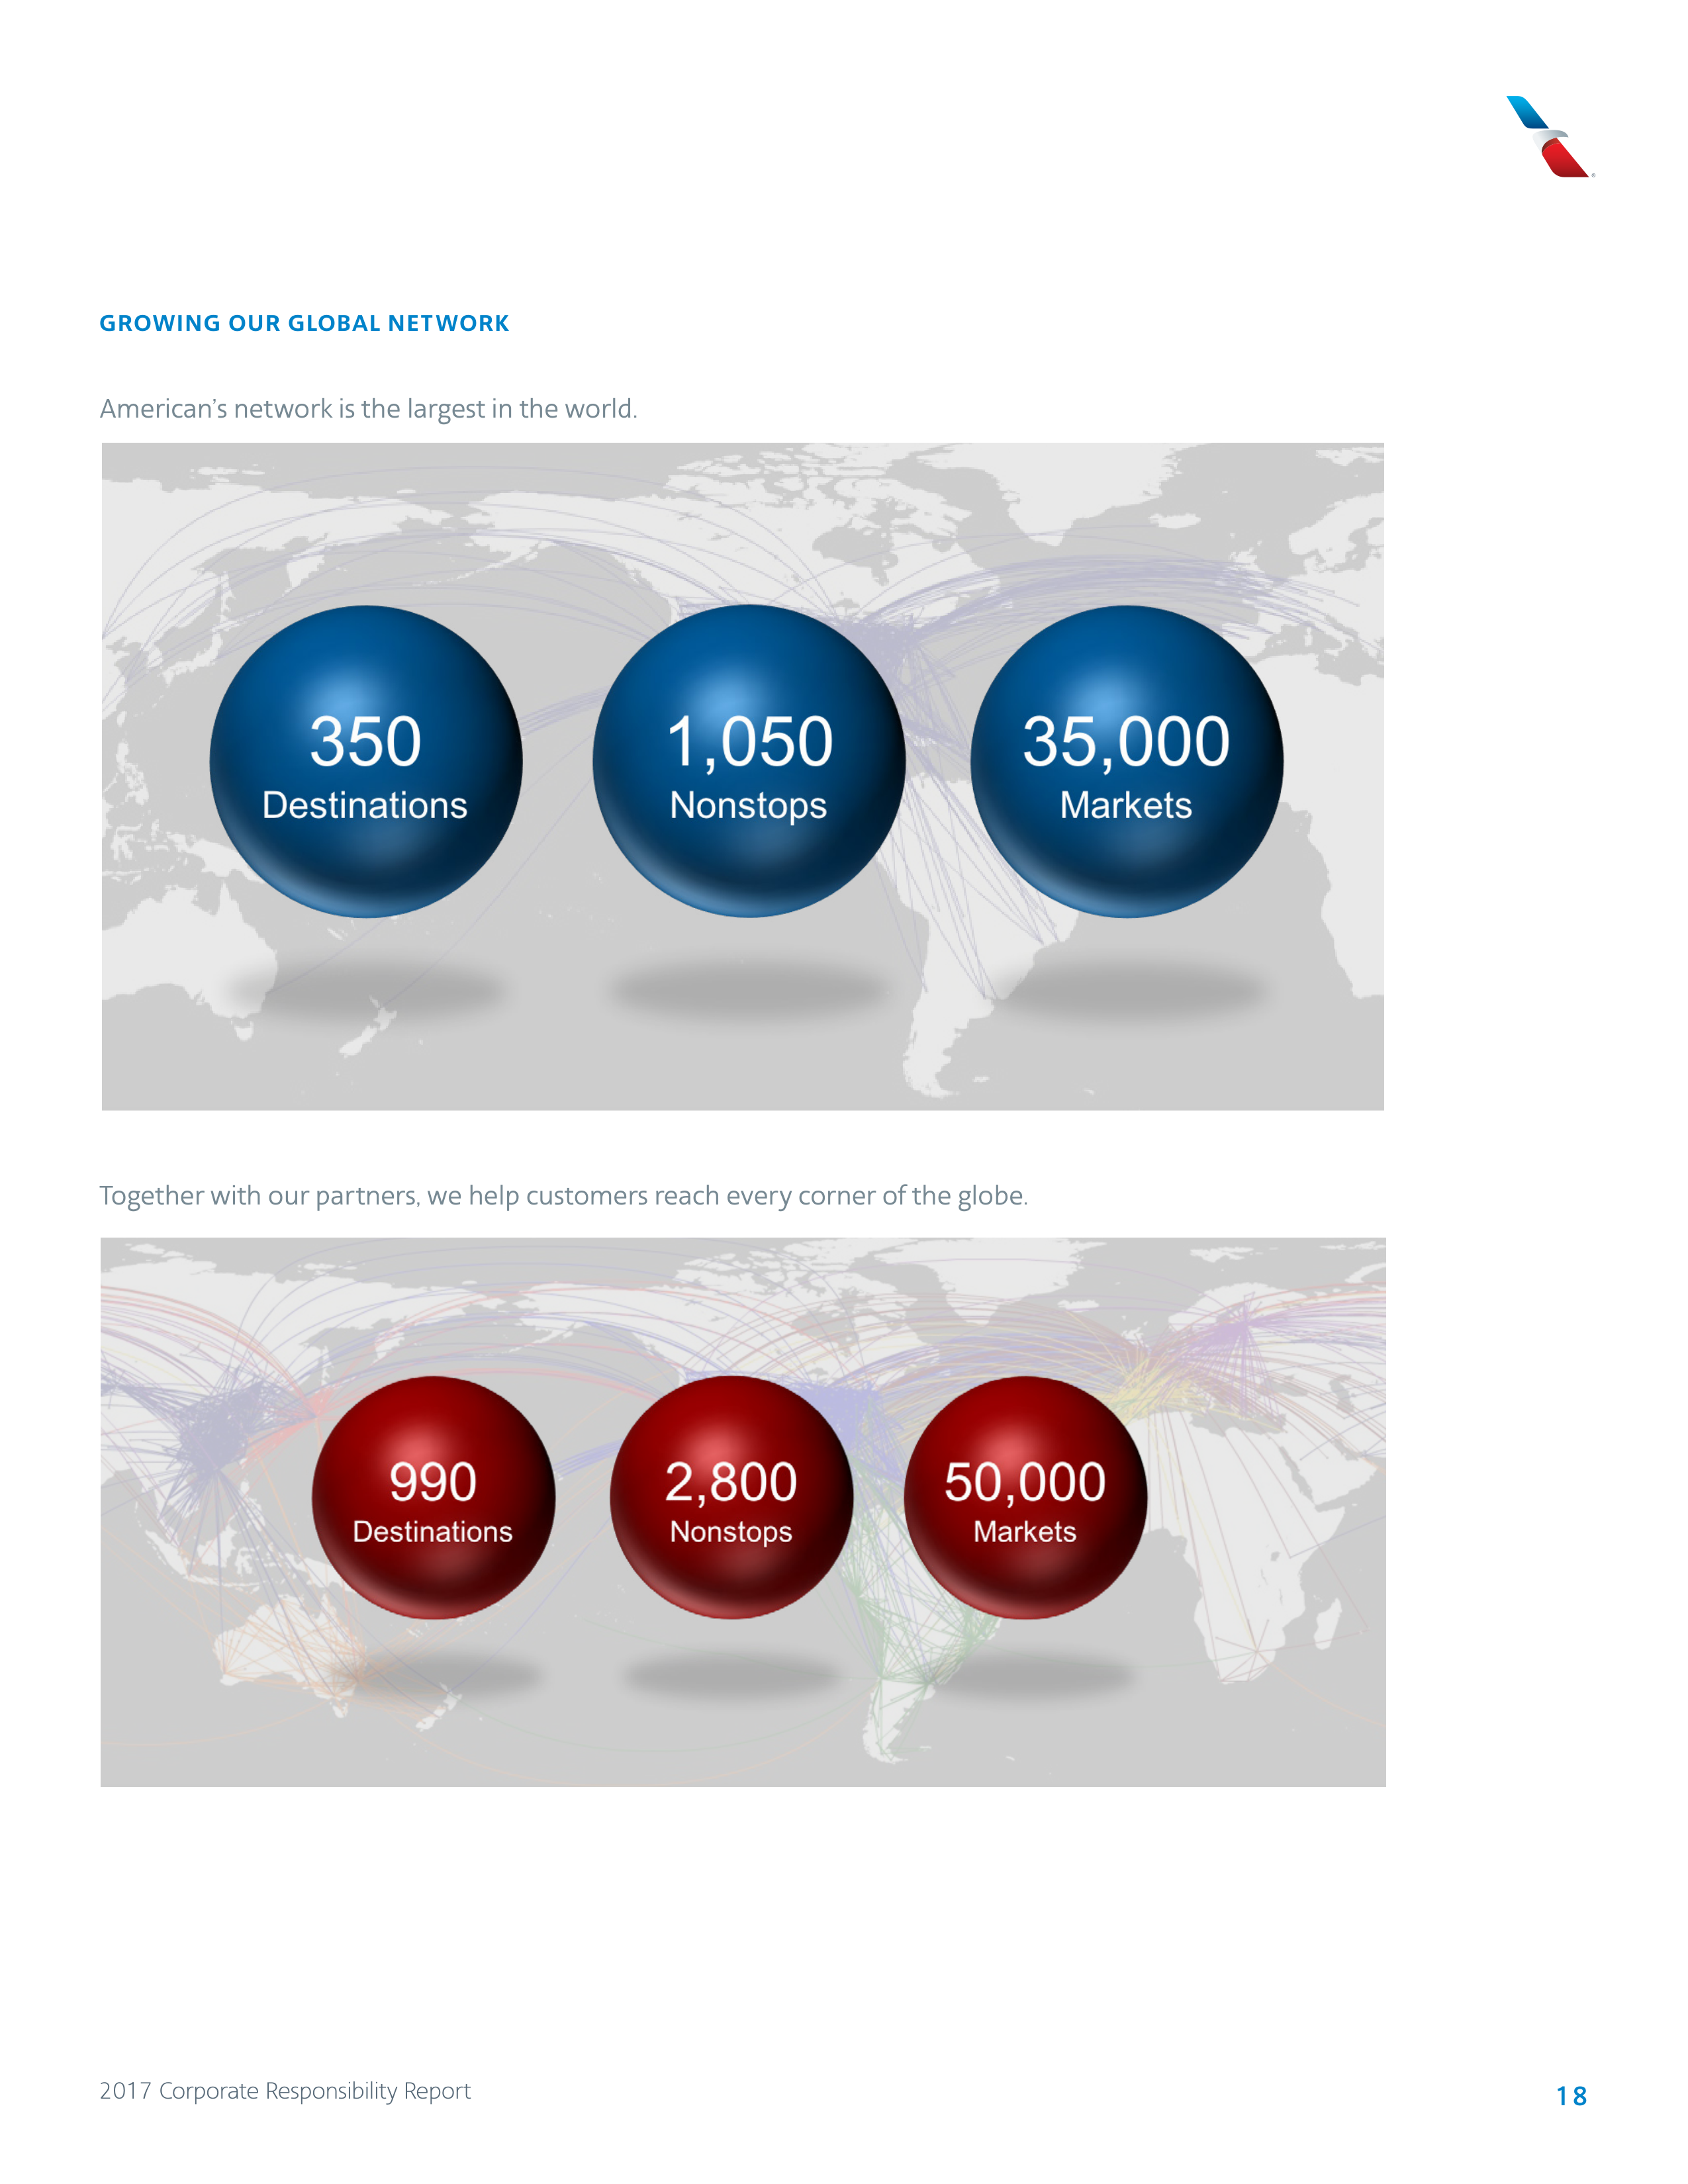 GROWING OUR GLOBAL NETWORK
American’s network is the largest in the world.
350
Destinations
1,050
Nonstops
35,000
Markets
Together with our partners, we help customers reach every corner of the globe.
990
Destinations
2,800
Nonstops
50,000
Markets
2017 Corporate Responsibility Report
18